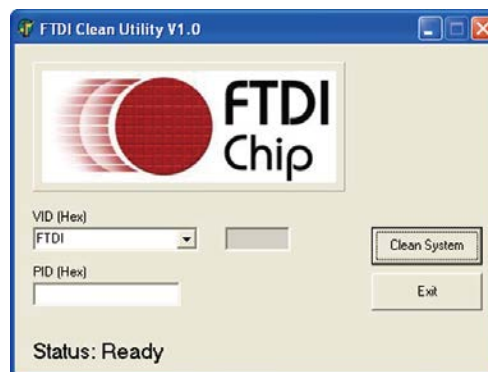 FTDI Clean Utility V1.0
FTDI
Chip
VID (Hex)
FTDI
Clean System
PID (Hex)
Exit
Status: Ready